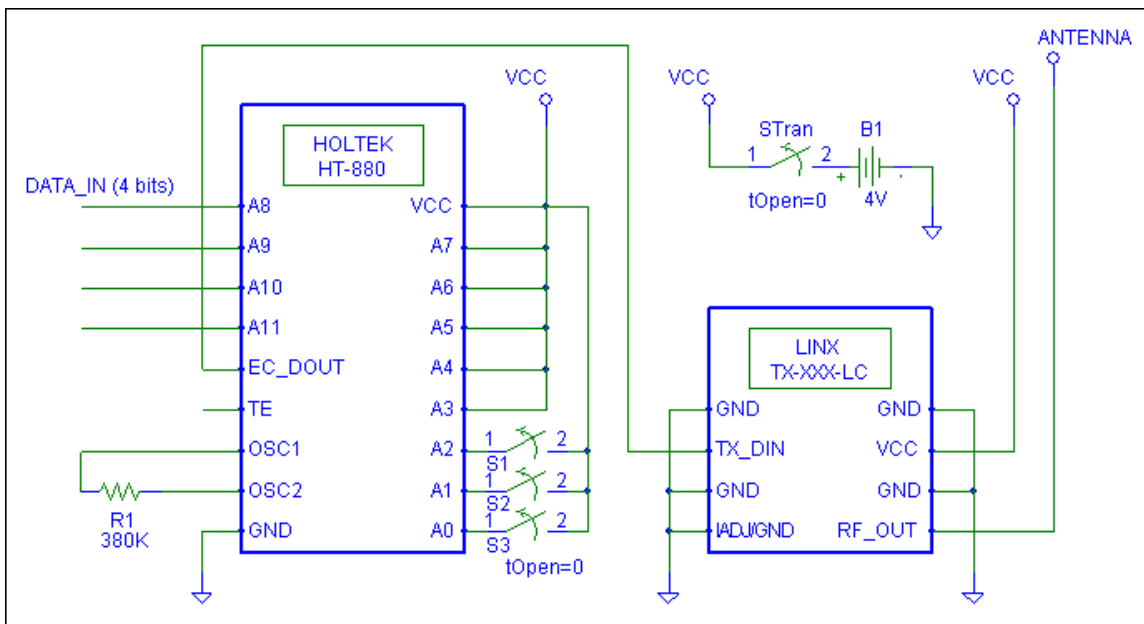 ANTENNA
VCC
VCC
VCC
STran
B1
1
2
+
-
tOpen=0
4V
HOLTEK
HT-880
DATA_IN (4 bits)
A8
VCC
A9
A7
A10
A6
A11
A5
EC_DOUT
A4
TE
A3
OSC1
A2
1
2
S1
OSC2
A1
1
2
S2
GND
A0
1
2
S3
tOpen=0
R1
380K
LINX
TX-XXX-LC
GND
GND
TX_DIN
VCC
GND
GND
IADJ/GND
RF_OUT